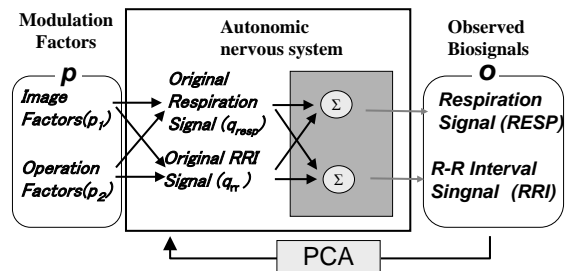 Modulation
Factors
p
Image
Factors(p1)
Operation
Factors(p2)
Autonomic
nervous system
Original
Respiration
Signal (qresp)
Original RRI
Signal (qrr )
Σ
Σ
Observed
Biosignals
o
Respiration
Signal (RESP)
R-R Interval
Singnal (RRI)
PCA